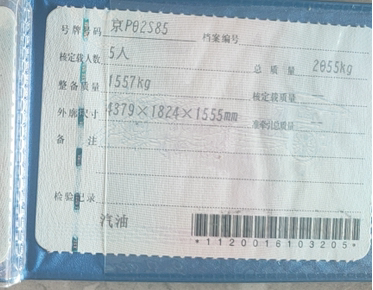 号牌号码 京P02S85 档案编号
核定载人数 5人 总质量 2055kg
整备质量 1557kg 核定载质量 —
外廓尺寸 4379×1824×1555mm 准牵引总质量 —
备注 —
检验记录
汽油
*1120016103205*